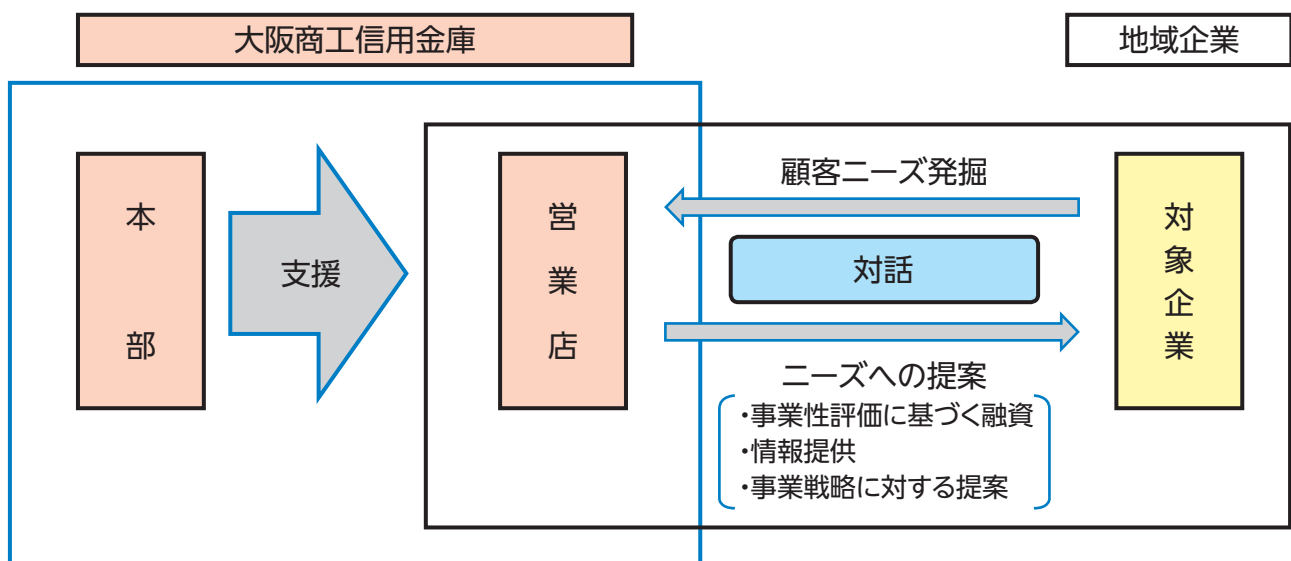 大阪商工信用金庫
地域企業
本部
支援
営業店
顧客ニーズ発掘
対話
ニーズへの提案
・事業性評価に基づく融資
・情報提供
・事業戦略に対する提案
対象企業